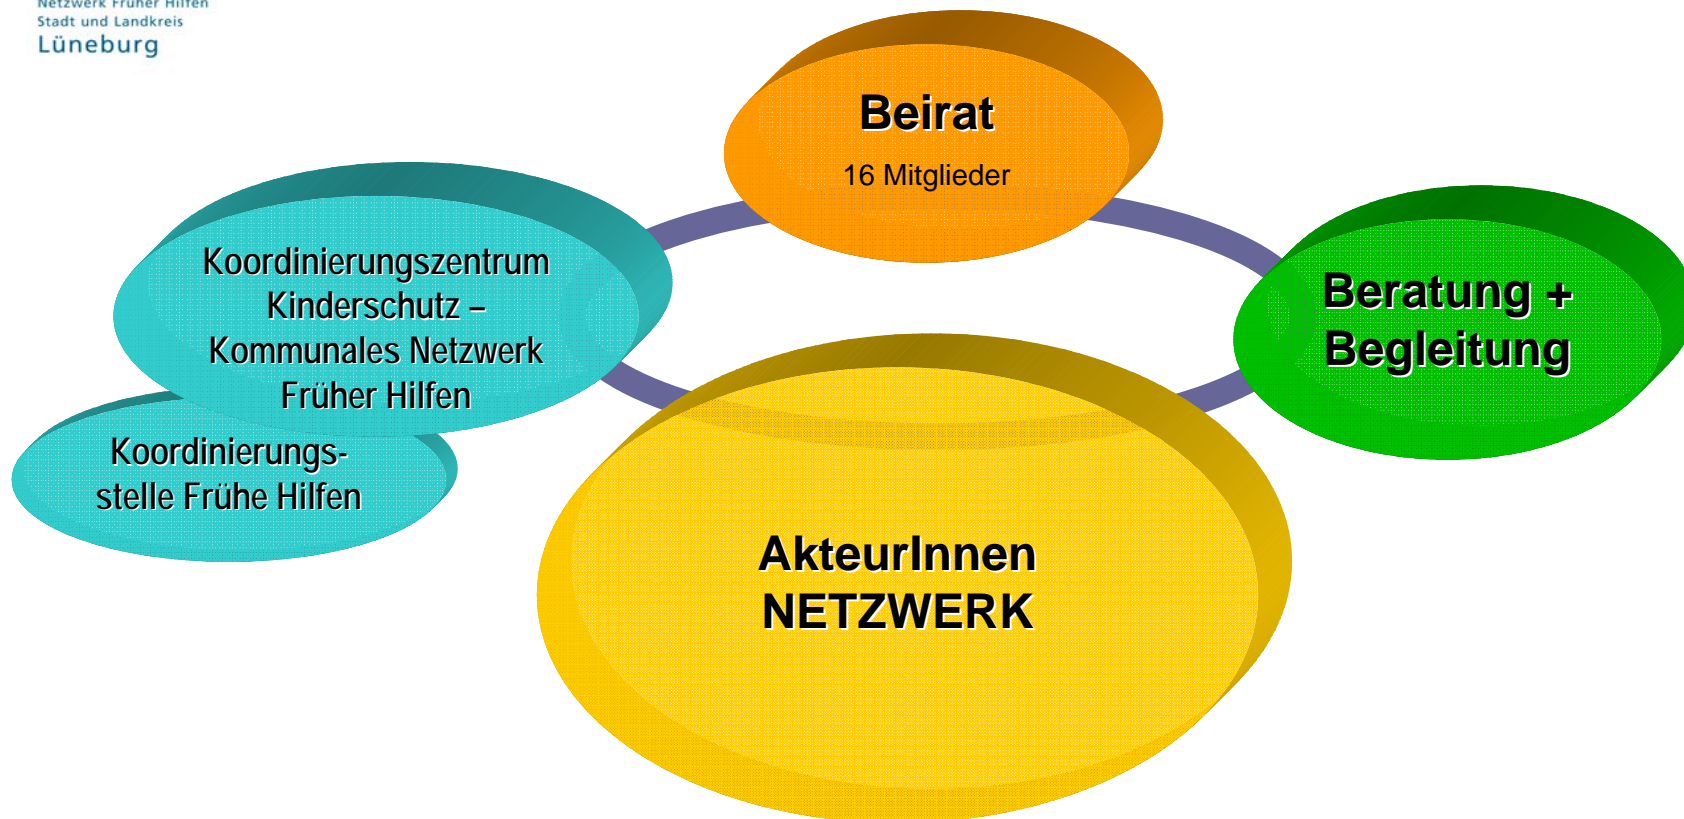 Netzwerk Früher Hilfen
Stadt und Landkreis
Lüneburg
Beirat
16 Mitglieder
Koordinierungszentrum
Kinderschutz –
Kommunales Netzwerk
Früher Hilfen
Beratung +
Begleitung
Koordinierungs-
stelle Frühe Hilfen
AkteurInnen
NETZWERK